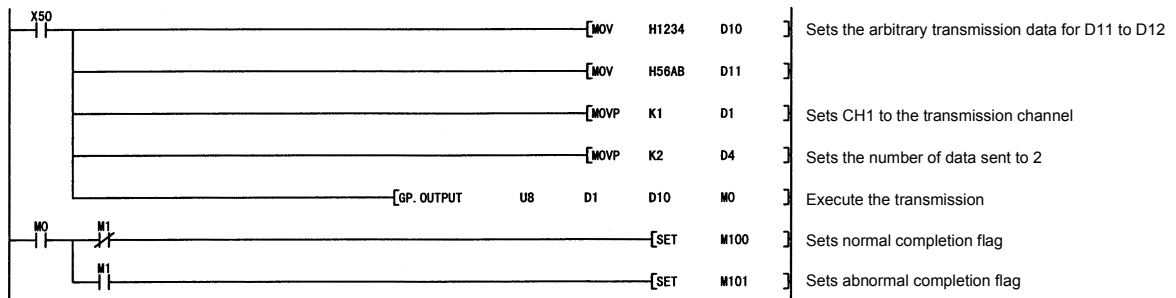 X50
[MOV H1234 D10 ] Sets the arbitrary transmission data for D11 to D12
[MOV H56AB D11 ]
[MOVP K1 D1 ] Sets CH1 to the transmission channel
[MOVP K2 D4 ] Sets the number of data sent to 2
[GP.OUTPUT U8 D1 D10 M0 ] Execute the transmission
M0 M1
[SET M100 ] Sets normal completion flag
M1
[SET M101 ] Sets abnormal completion flag